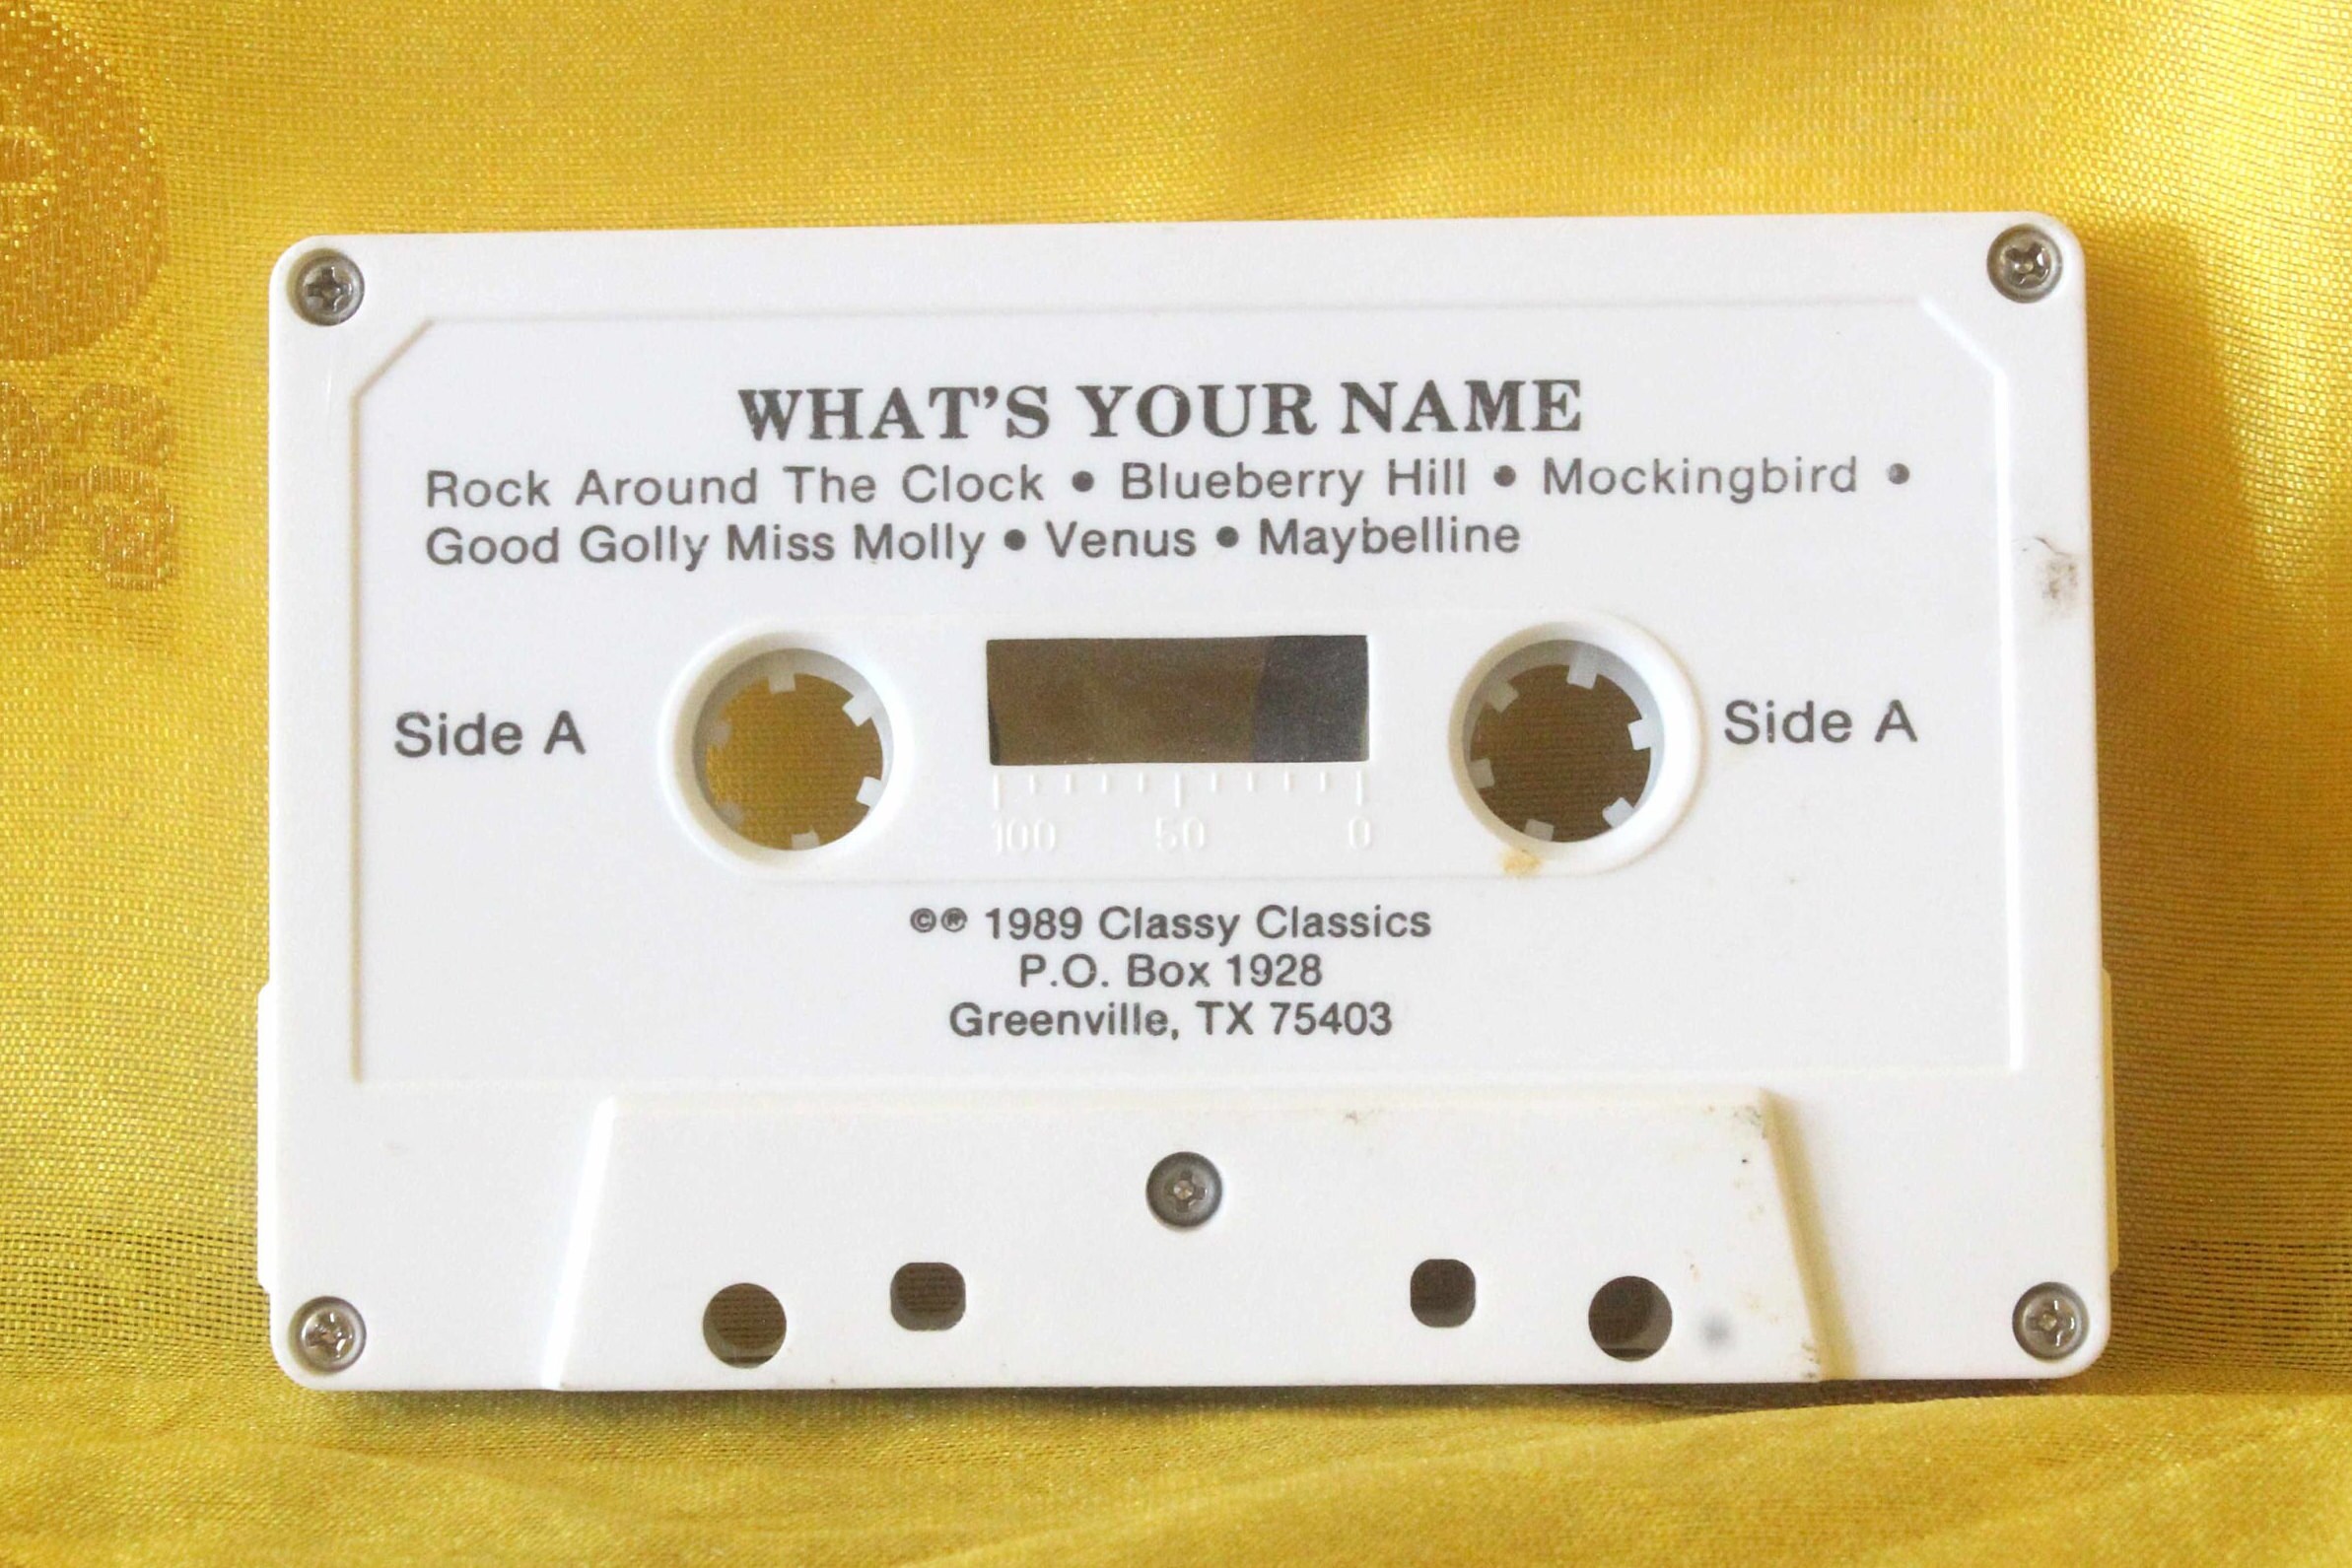 WHAT'S YOUR NAME
Rock Around The Clock • Blueberry Hill • Mockingbird •
Good Golly Miss Molly • Venus • Maybelline
Side A
Side A
100 50 0
©® 1989 Classy Classics
P.O. Box 1928
Greenville, TX 75403